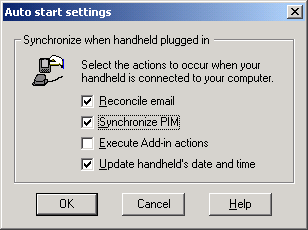 Auto start settings
Synchronize when handheld plugged in
Select the actions to occur when your
handheld is connected to your computer.
Reconcile email
Synchronize PIM
Execute Add-in actions
Update handheld's date and time
OK Cancel Help